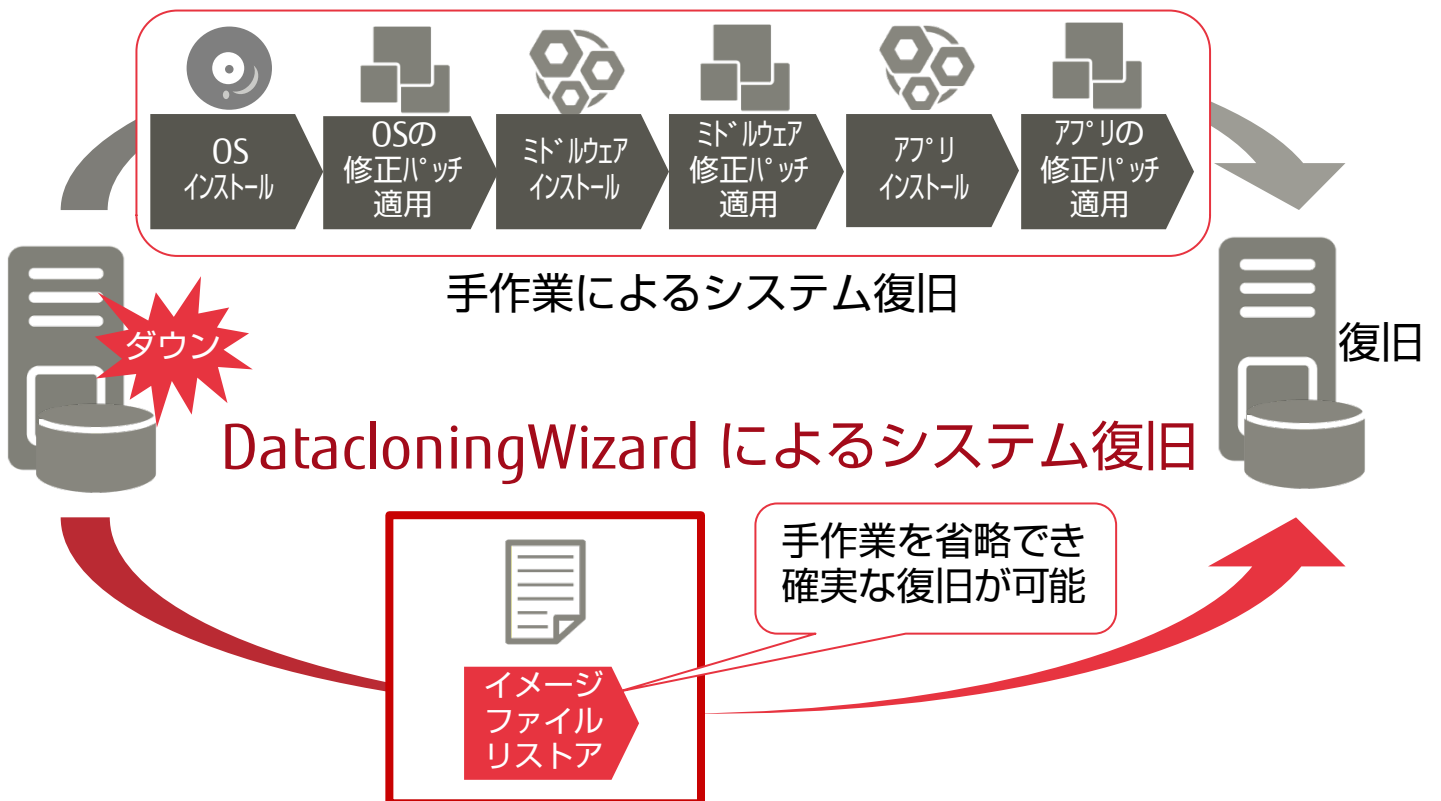 OS
インストール
OSの
修正ﾊﾟｯﾁ
適用
ﾐﾄﾞﾙｳｪｱ
インストール
ﾐﾄﾞﾙｳｪｱ
修正ﾊﾟｯﾁ
適用
ｱﾌﾟﾘ
インストール
ｱﾌﾟﾘの
修正ﾊﾟｯﾁ
適用
手作業によるシステム復旧
ダウン
復旧
DatacloningWizard によるシステム復旧
手作業を省略でき
確実な復旧が可能
イメージ
ファイル
リストア